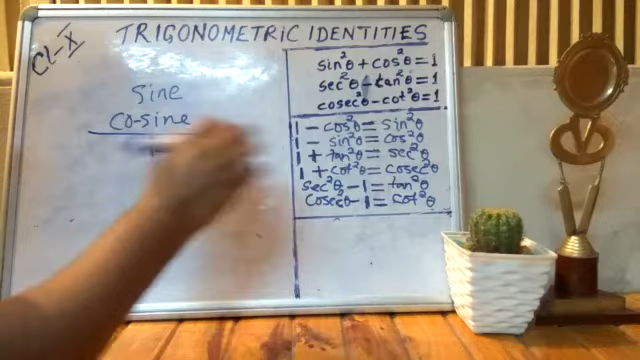 CL-X
TRIGONOMETRIC IDENTITIES
sine
co-sine
sin²θ + cos²θ = 1
sec²θ - tan²θ = 1
cosec²θ - cot²θ = 1
1 - cos²θ = sin²θ
1 - sin²θ = cos²θ
1 + tan²θ = sec²θ
1 + cot²θ = cosec²θ
sec²θ - 1 = tan²θ
cosec²θ - 1 = cot²θ